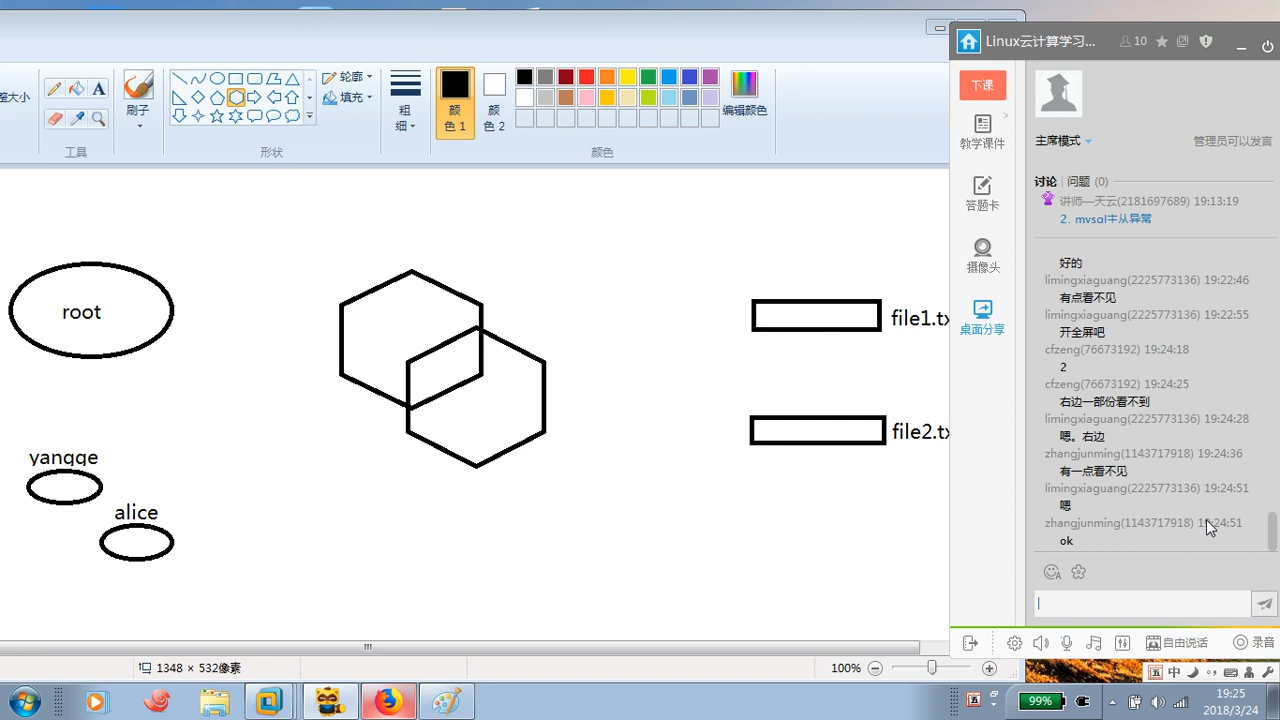 Linux云计算学习... 10
整大小
A
刷子
轮廓
填充
粗
细
颜
色 1
颜
色 2
编辑颜色
工具
形状
颜色
下课
教学课件
答题卡
摄像头
桌面分享
主席模式 管理员可以发言
讨论 问题 (0)
讲师—天云(2181697689) 19:13:19
2. mysql主从异常
好的
limingxiaguang(2225773136) 19:22:46
有点看不见
limingxiaguang(2225773136) 19:22:55
开全屏吧
cfzeng(76673192) 19:24:18
2
cfzeng(76673192) 19:24:25
右边一部份看不到
limingxiaguang(2225773136) 19:24:28
嗯。右边
zhangjunming(1143717918) 19:24:36
有一点看不见
limingxiaguang(2225773136) 19:24:51
嗯
zhangjunming(1143717918) 19:24:51
ok
自由说话 录音
root
yangge
alice
file1.tx
file2.tx
1348 × 532像素
100%
五 中
五
99%
19:25
2018/3/24